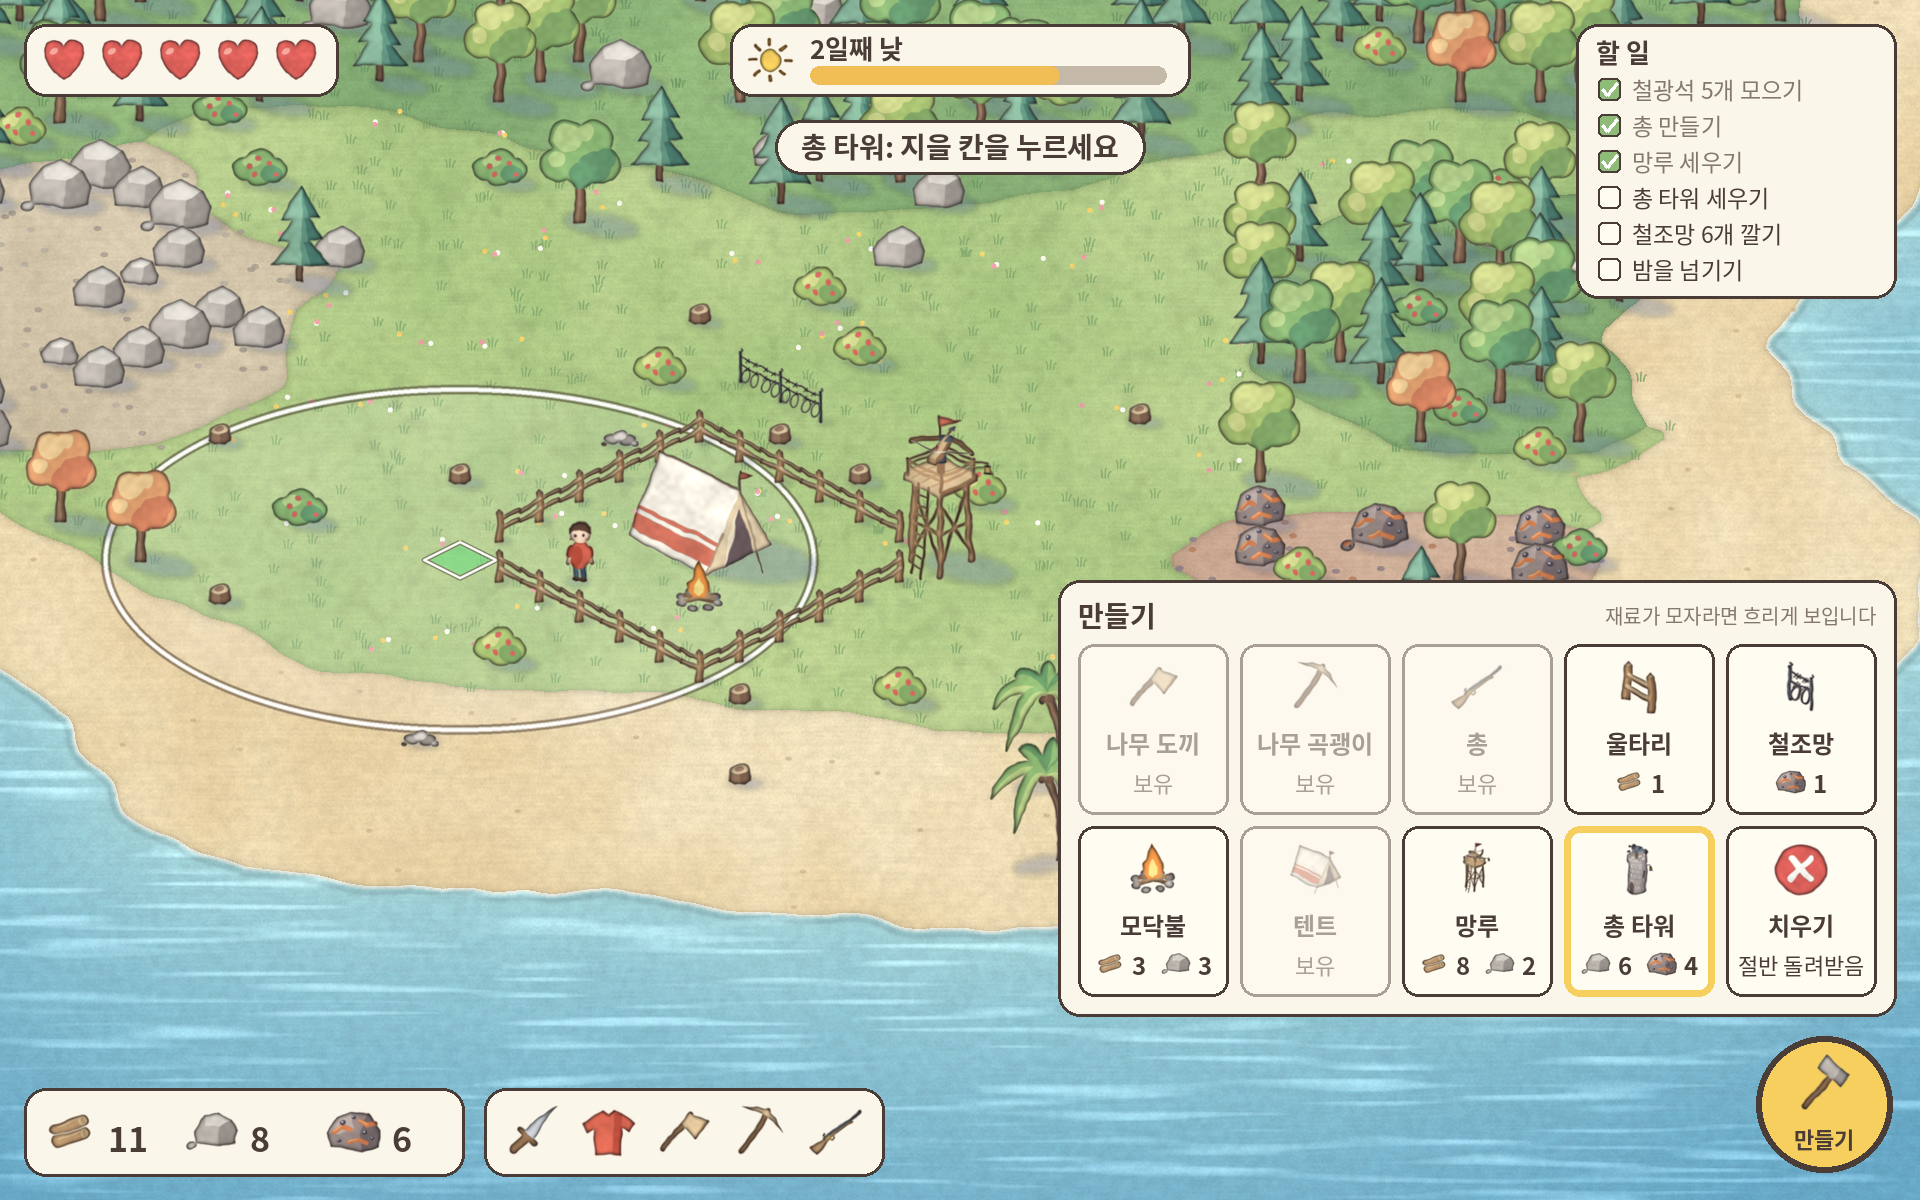 2일째 낮
총 타워: 지을 칸을 누르세요
할 일
철광석 5개 모으기
총 만들기
망루 세우기
총 타워 세우기
철조망 6개 깔기
밤을 넘기기
만들기
재료가 모자라면 흐리게 보입니다
나무 도끼
보유
나무 곡괭이
보유
총
보유
울타리
1
철조망
1
모닥불
3 3
텐트
보유
망루
8 2
총 타워
6 4
치우기
절반 돌려받음
11 8 6
만들기